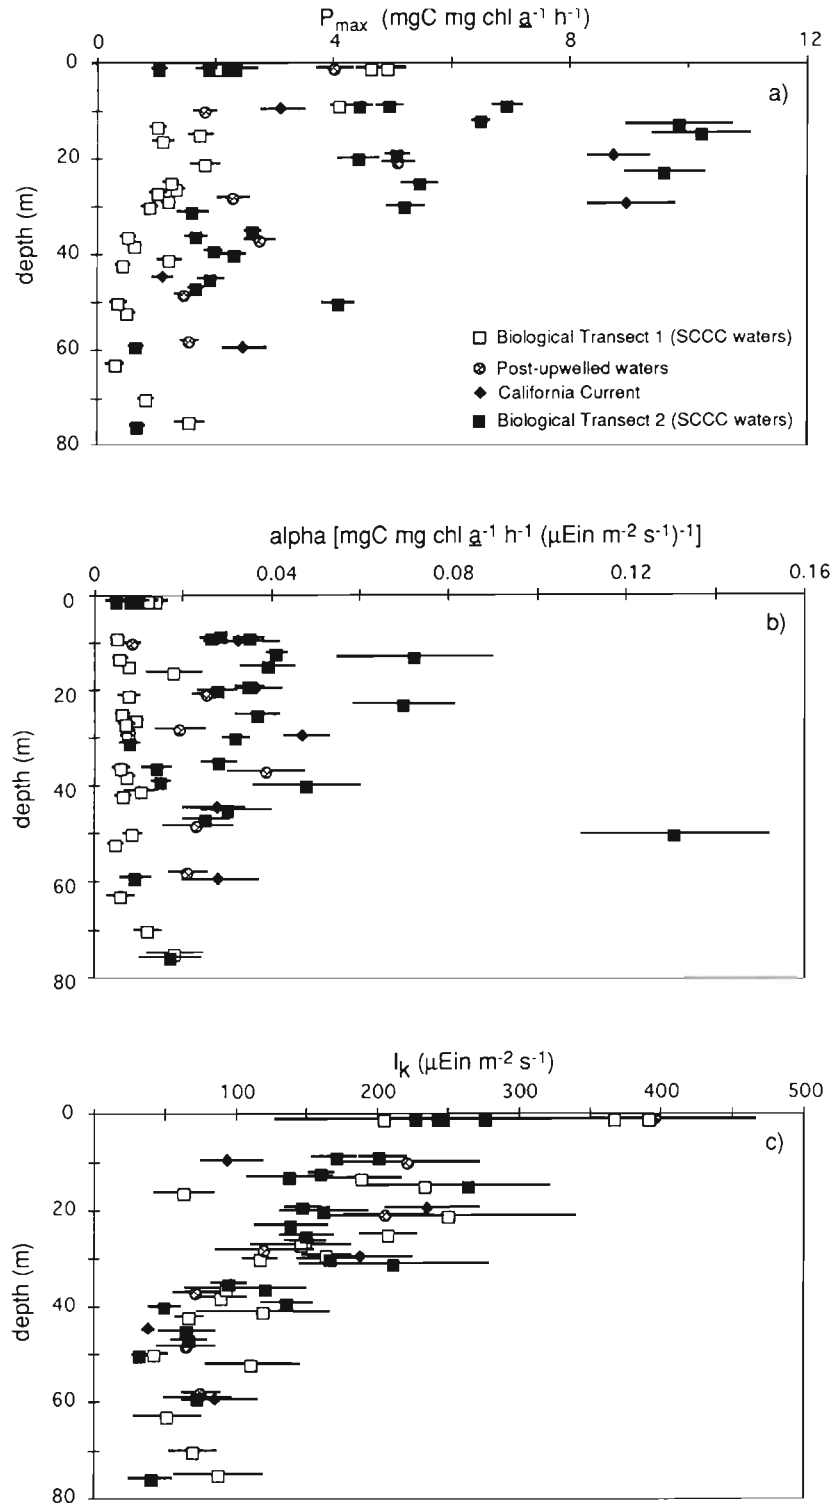 Pmax (mgC mg chl a-1 h-1)
0 4 8 12
a)
0
20
40
60
80
depth (m)
Biological Transect 1 (SCCC waters)
Post-upwelled waters
California Current
Biological Transect 2 (SCCC waters)
alpha [mgC mg chl a-1 h-1 (µEin m-2 s-1)-1]
0 0.04 0.08 0.12 0.16
b)
0
20
40
60
80
depth (m)
Ik (µEin m-2 s-1)
100 200 300 400 500
c)
0
20
40
60
80
depth (m)